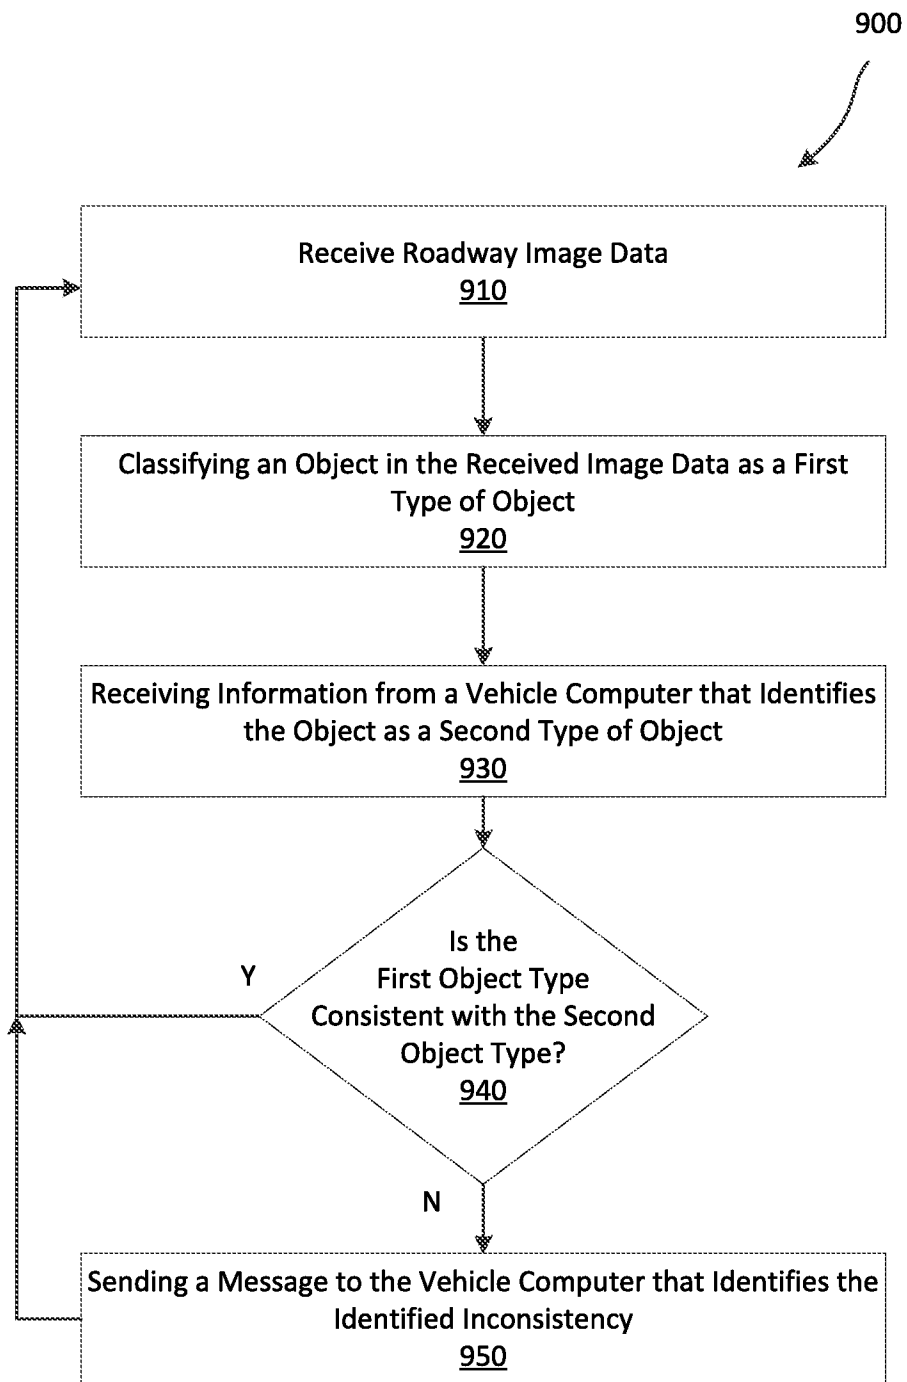 900
Receive Roadway Image Data
910
Classifying an Object in the Received Image Data as a First
Type of Object
920
Receiving Information from a Vehicle Computer that Identifies
the Object as a Second Type of Object
930
Is the
First Object Type
Consistent with the Second
Object Type?
940
Y
N
Sending a Message to the Vehicle Computer that Identifies the
Identified Inconsistency
950